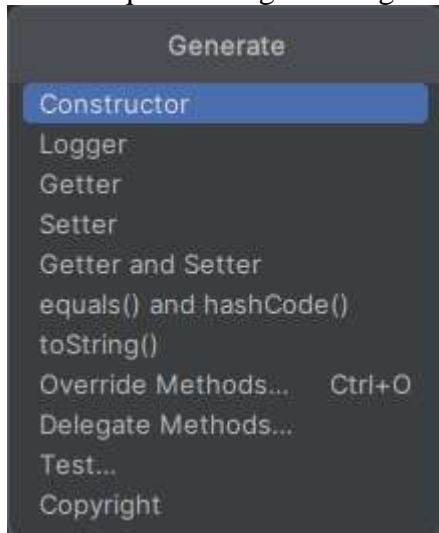 Generate
Constructor
Logger
Getter
Setter
Getter and Setter
equals() and hashCode()
toString()
Override Methods... Ctrl+O
Delegate Methods...
Test...
Copyright